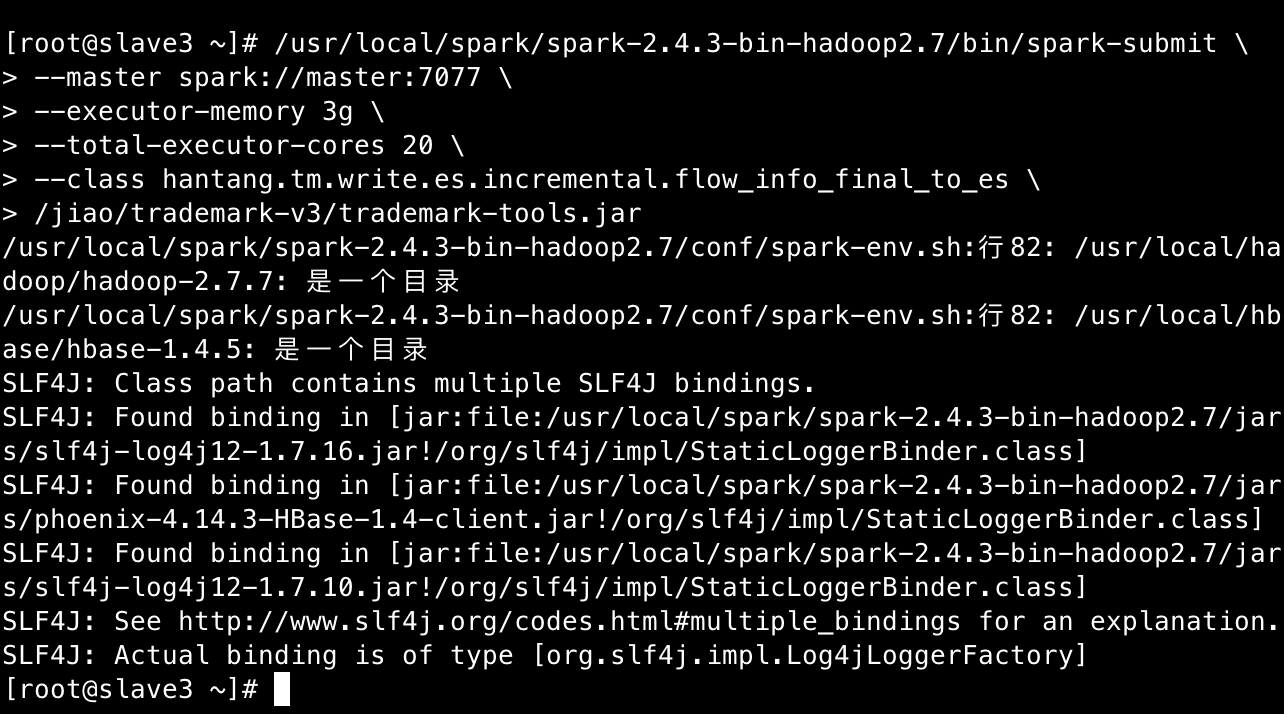 [root@slave3 ~]# /usr/local/spark/spark-2.4.3-bin-hadoop2.7/bin/spark-submit \
> --master spark://master:7077 \
> --executor-memory 3g \
> --total-executor-cores 20 \
> --class hantang.tm.write.es.incremental.flow_info_final_to_es \
> /jiao/trademark-v3/trademark-tools.jar
/usr/local/spark/spark-2.4.3-bin-hadoop2.7/conf/spark-env.sh:行82: /usr/local/ha
doop/hadoop-2.7.7: 是一个目录
/usr/local/spark/spark-2.4.3-bin-hadoop2.7/conf/spark-env.sh:行82: /usr/local/hb
ase/hbase-1.4.5: 是一个目录
SLF4J: Class path contains multiple SLF4J bindings.
SLF4J: Found binding in [jar:file:/usr/local/spark/spark-2.4.3-bin-hadoop2.7/jar
s/slf4j-log4j12-1.7.16.jar!/org/slf4j/impl/StaticLoggerBinder.class]
SLF4J: Found binding in [jar:file:/usr/local/spark/spark-2.4.3-bin-hadoop2.7/jar
s/phoenix-4.14.3-HBase-1.4-client.jar!/org/slf4j/impl/StaticLoggerBinder.class]
SLF4J: Found binding in [jar:file:/usr/local/spark/spark-2.4.3-bin-hadoop2.7/jar
s/slf4j-log4j12-1.7.10.jar!/org/slf4j/impl/StaticLoggerBinder.class]
SLF4J: See http://www.slf4j.org/codes.html#multiple_bindings for an explanation.
SLF4J: Actual binding is of type [org.slf4j.impl.Log4jLoggerFactory]
[root@slave3 ~]#